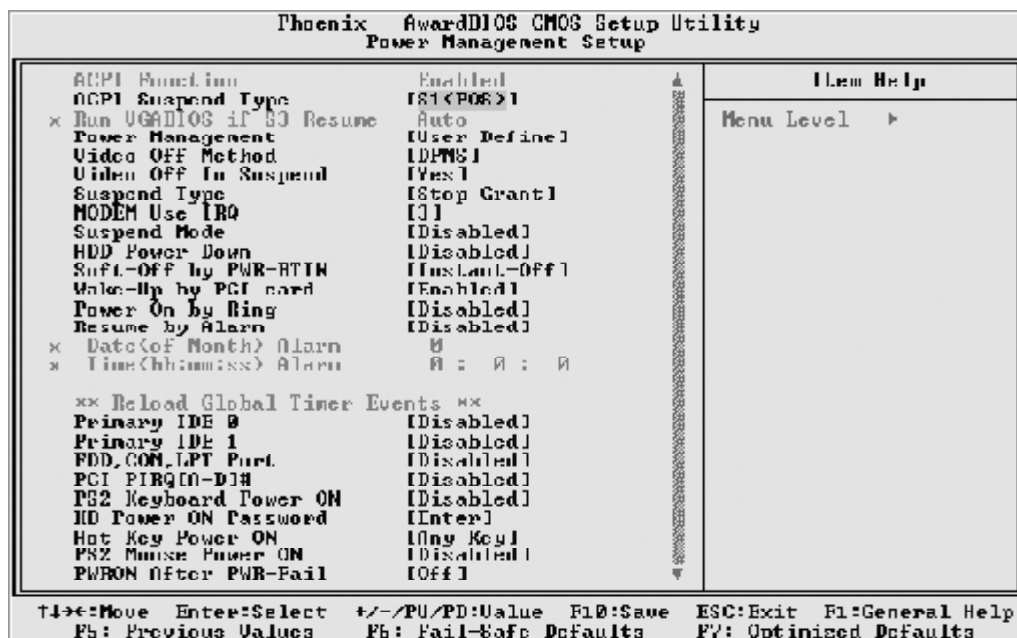 Phoenix AwardBIOS CMOS Setup Utility
Power Management Setup
ACPI Function Enabled
ACPI Suspend Type [S1<POS>]
x Run VGABIOS if S3 Resume Auto
Power Management [User Define]
Video Off Method [DPMS]
Video Off In Suspend [Yes]
Suspend Type [Stop Grant]
MODEM Use IRQ [3]
Suspend Mode [Disabled]
HDD Power Down [Disabled]
Soft-Off by PWR-BTTN [Instant-Off]
Wake-Up by PCI card [Enabled]
Power On by Ring [Disabled]
Resume by Alarm [Disabled]
x Date(of Month) Alarm 0
x Time(hh:mm:ss) Alarm 0 : 0 : 0
** Reload Global Timer Events **
Primary IDE 0 [Disabled]
Primary IDE 1 [Disabled]
FDD,COM,LPT Port [Disabled]
PCI PIRQ[A-D]# [Disabled]
PS2 Keyboard Power ON [Disabled]
KB Power ON Password [Enter]
Hot Key Power ON [Any Key]
PS2 Mouse Power ON [Disabled]
PWRON After PWR-Fail [Off]
Item Help
Menu Level ▸
↑↓→←:Move Enter:Select +/-/PU/PD:Value F10:Save ESC:Exit F1:General Help
F5: Previous Values F6: Fail-Safe Defaults F7: Optimized Defaults